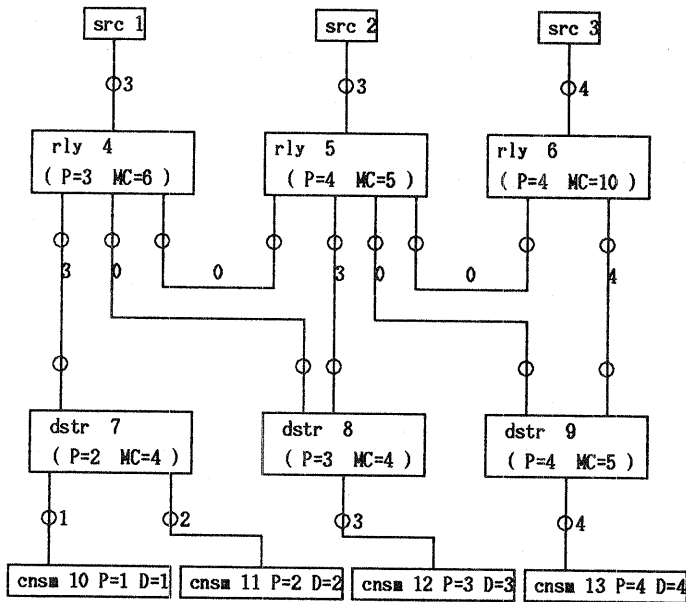 src 1
src 2
src 3
3
3
4
rly 4
( P=3 MC=6 )
rly 5
( P=4 MC=5 )
rly 6
( P=4 MC=10 )
3
0
0
3
0
0
4
dstr 7
( P=2 MC=4 )
dstr 8
( P=3 MC=4 )
dstr 9
( P=4 MC=5 )
1
2
3
4
cnsm 10 P=1 D=1
cnsm 11 P=2 D=2
cnsm 12 P=3 D=3
cnsm 13 P=4 D=4